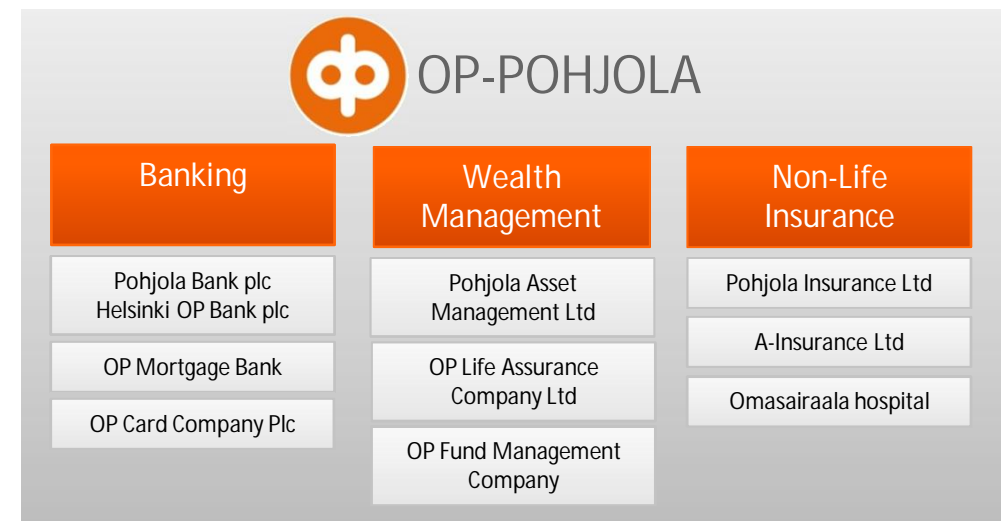 OP-POHJOLA
Banking
Pohjola Bank plc
Helsinki OP Bank plc
OP Mortgage Bank
OP Card Company Plc
Wealth
Management
Pohjola Asset
Management Ltd
OP Life Assurance
Company Ltd
OP Fund Management
Company
Non-Life
Insurance
Pohjola Insurance Ltd
A-Insurance Ltd
Omasairaala hospital